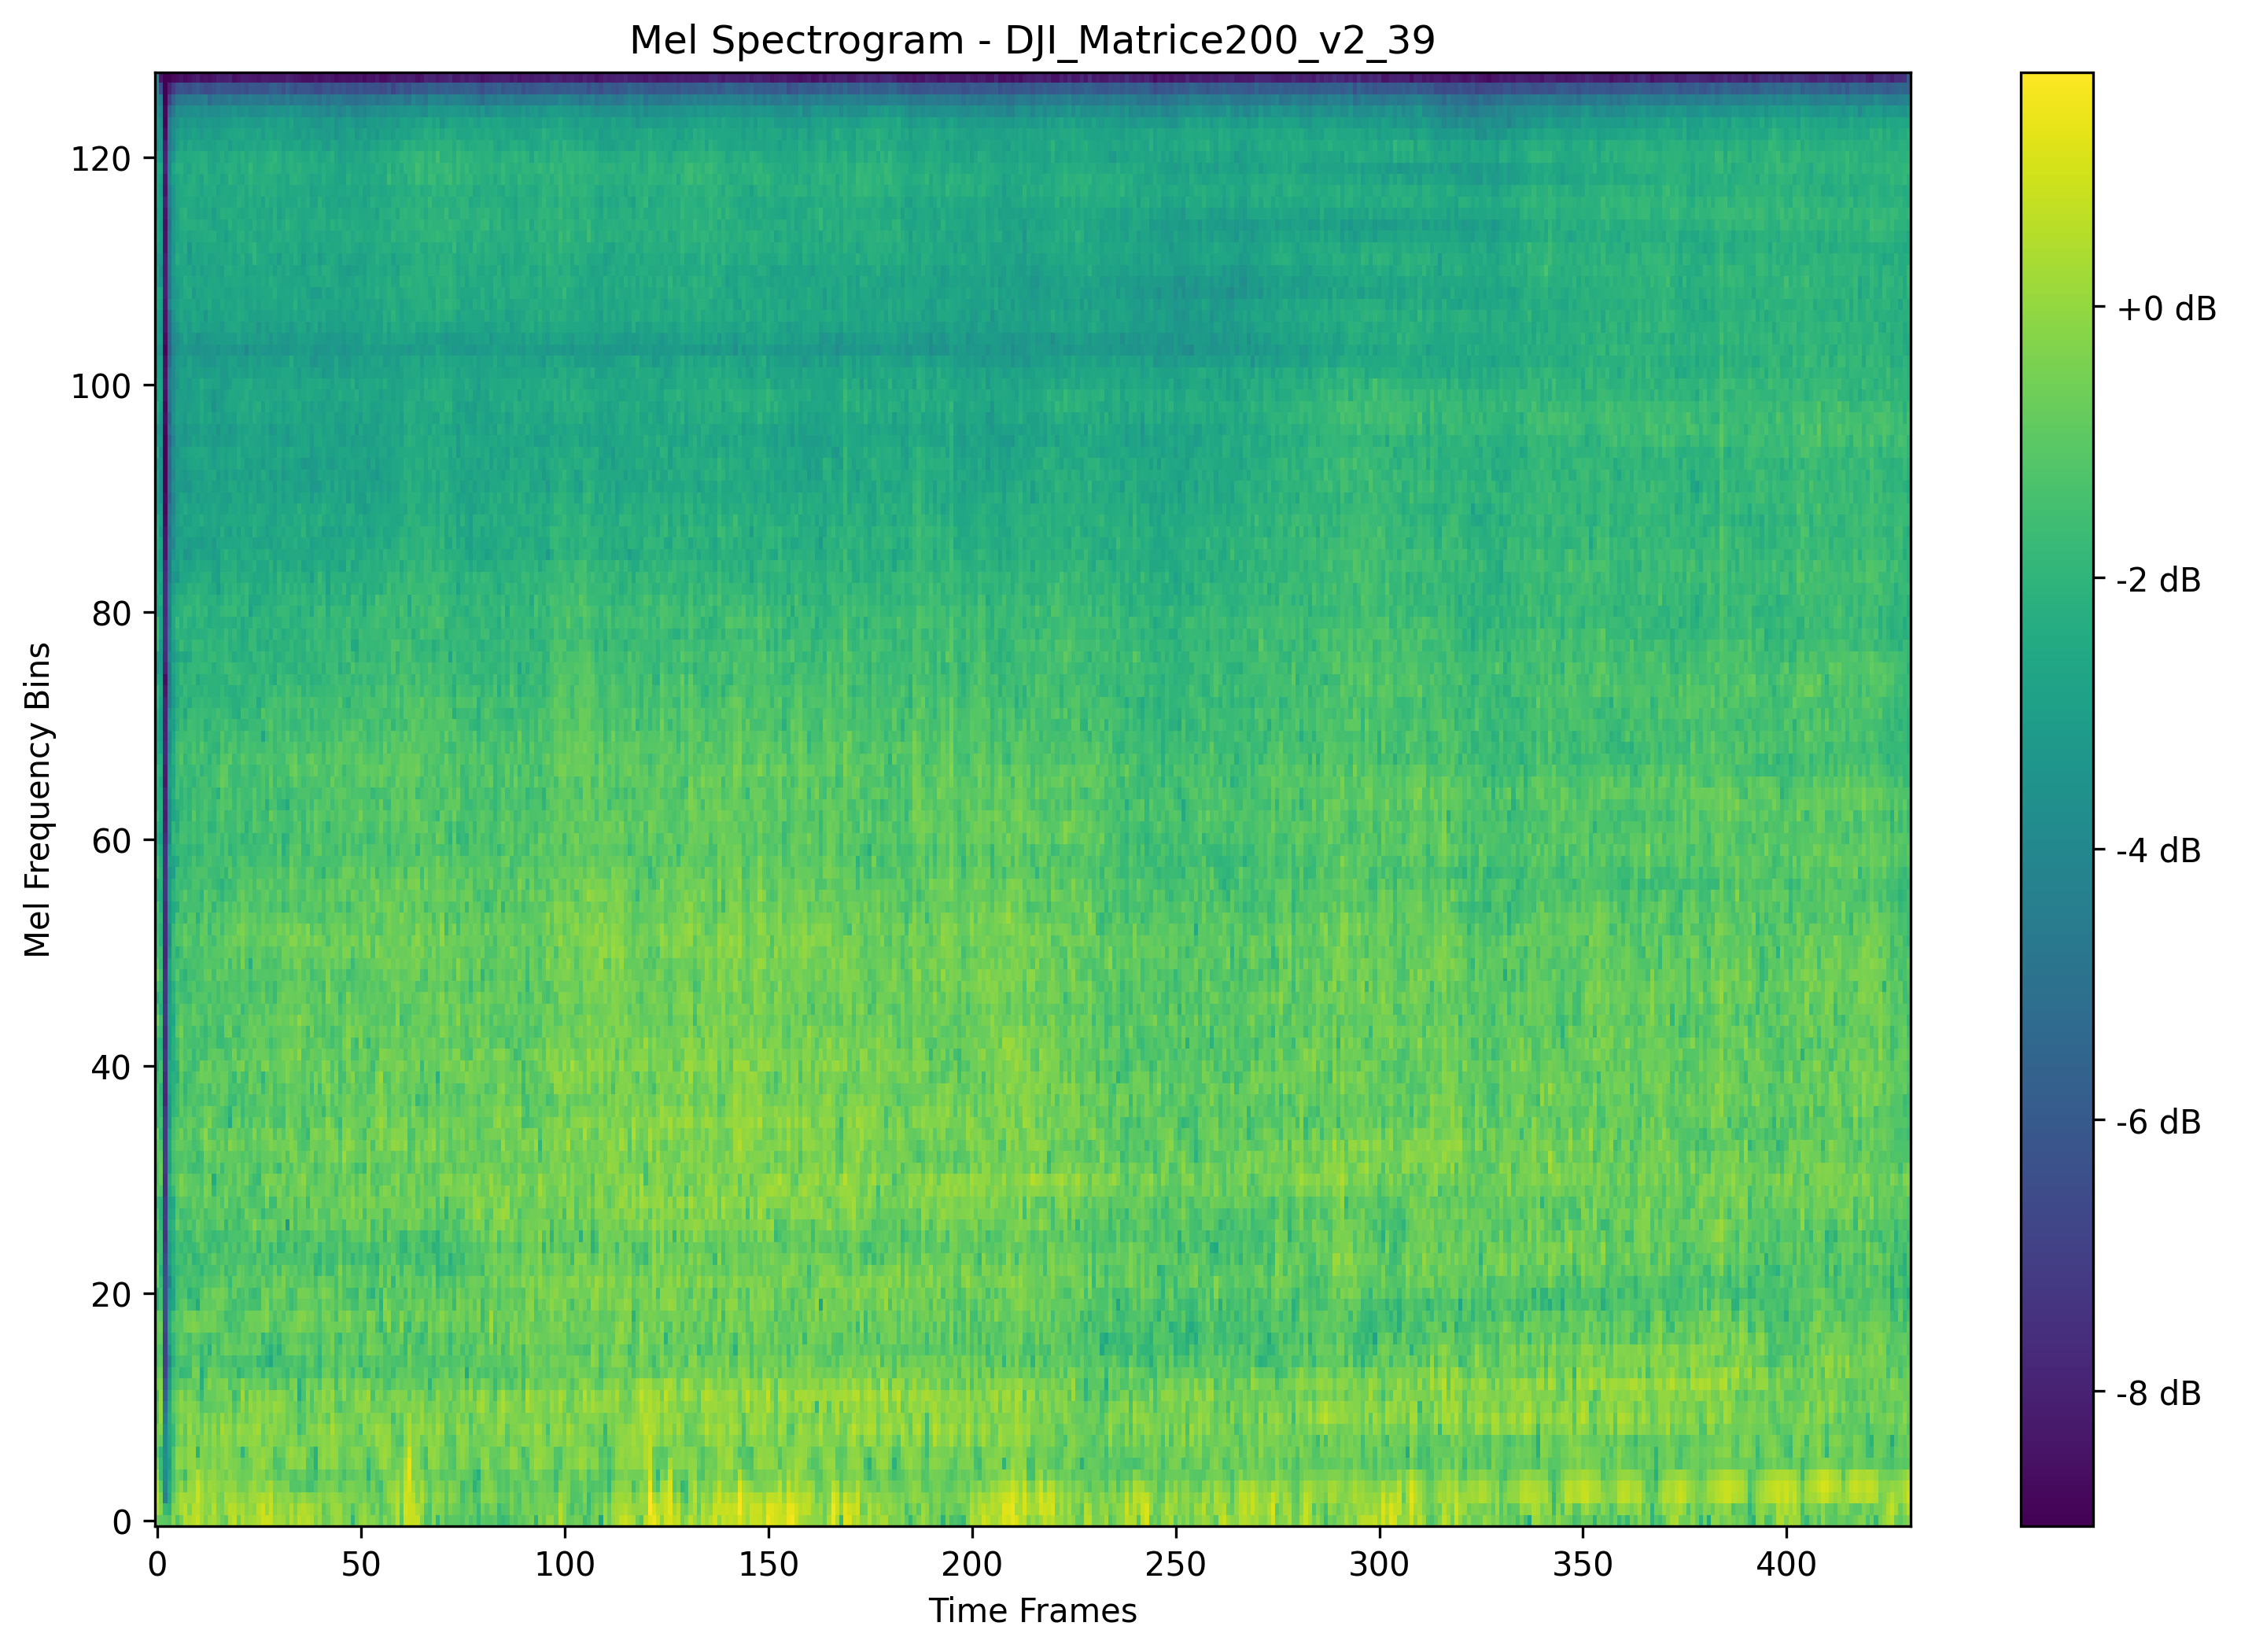 Mel Spectrogram - DJI_Matrice200_v2_39
Mel Frequency Bins
120
100
80
60
40
20
0
0 50 100 150 200 250 300 350 400
Time Frames
+0 dB
-2 dB
-4 dB
-6 dB
-8 dB